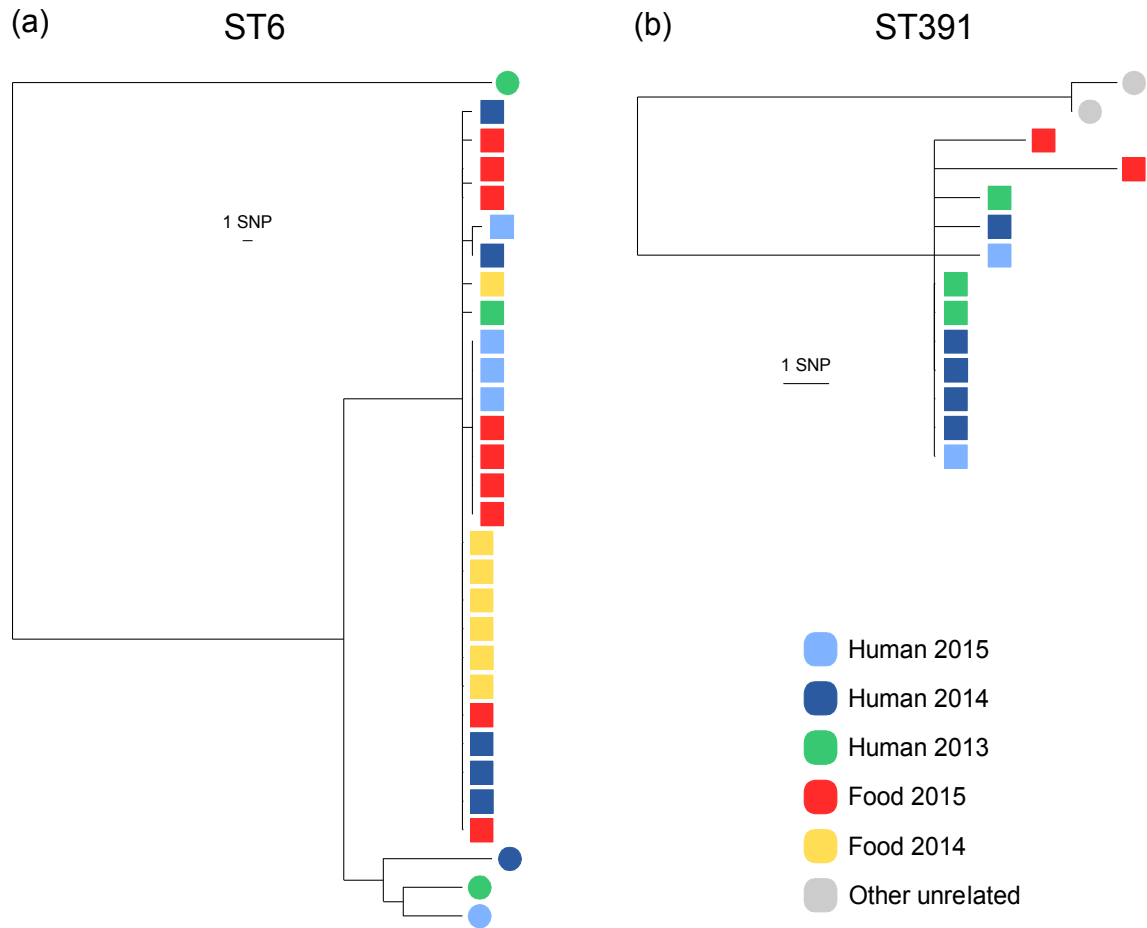 (a) ST6
(b) ST391
1 SNP
1 SNP
Human 2015
Human 2014
Human 2013
Food 2015
Food 2014
Other unrelated